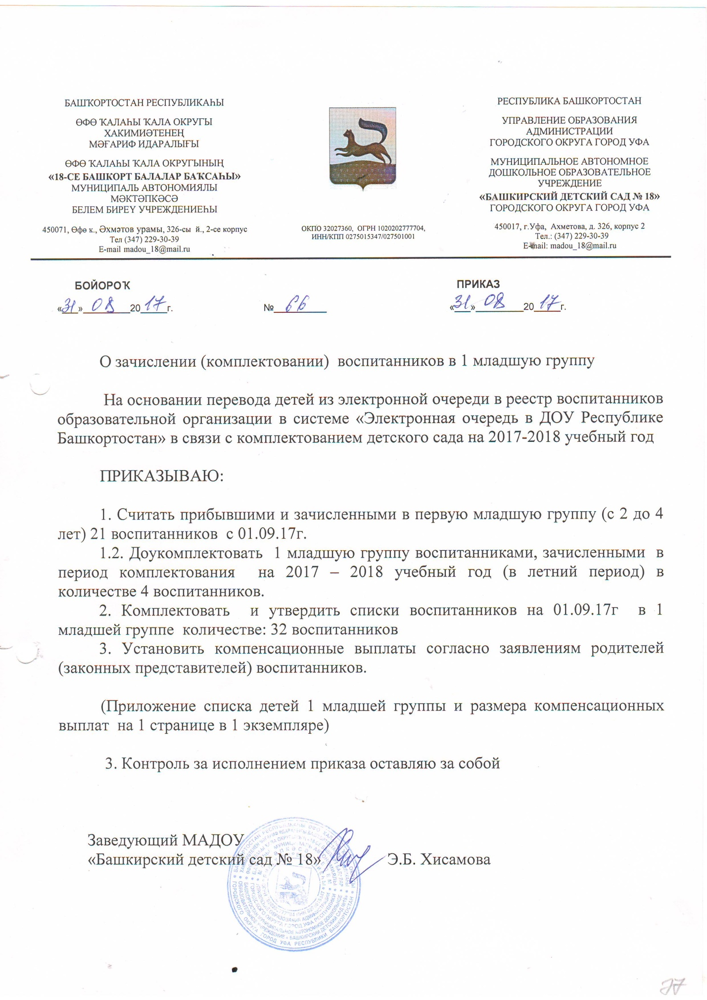 БАШҠОРТОСТАН РЕСПУБЛИКАҺЫ
ӨФӨ ҠАЛАҺЫ ҠАЛА ОКРУГЫ
ХАКИМИӘТЕНЕҢ
МӘҒАРИФ ИДАРАЛЫҒЫ
ӨФӨ ҠАЛАҺЫ ҠАЛА ОКРУГЫНЫҢ
«18-СЕ БАШКОРТ БАЛАЛАР БАҠСАҺЫ»
МУНИЦИПАЛЬ АВТОНОМИЯЛЫ
МӘКТӘПКӘСӘ
БЕЛЕМ БИРЕҮ УЧРЕЖДЕНИЕҺЫ
450071, Өфө к., Әхмәтов урамы, 326-сы й., 2-се корпус
Тел (347) 229-30-39
E-mail madou_18@mail.ru
ОКПО 32027360, ОГРН 1020202777704,
ИНН/КПП 0275015347/027501001
РЕСПУБЛИКА БАШКОРТОСТАН
УПРАВЛЕНИЕ ОБРАЗОВАНИЯ
АДМИНИСТРАЦИИ
ГОРОДСКОГО ОКРУГА ГОРОД УФА
МУНИЦИПАЛЬНОЕ АВТОНОМНОЕ
ДОШКОЛЬНОЕ ОБРАЗОВАТЕЛЬНОЕ
УЧРЕЖДЕНИЕ
«БАШКИРСКИЙ ДЕТСКИЙ САД № 18»
ГОРОДСКОГО ОКРУГА ГОРОД УФА
450017, г.Уфа, Ахметова, д. 326, корпус 2
Тел.: (347) 229-30-39
E-mail: madou_18@mail.ru
БОЙОРОҠ
ПРИКАЗ
«31» 08 2017г.
№ 66
«31» 08 2017г.
О зачислении (комплектовании) воспитанников в 1 младшую группу
На основании перевода детей из электронной очереди в реестр воспитанников
образовательной организации в системе «Электронная очередь в ДОУ Республике
Башкортостан» в связи с комплектованием детского сада на 2017-2018 учебный год
ПРИКАЗЫВАЮ:
1. Считать прибывшими и зачисленными в первую младшую группу (с 2 до 4
лет) 21 воспитанников с 01.09.17г.
1.2. Доукомплектовать 1 младшую группу воспитанниками, зачисленными в
период комплектования на 2017 – 2018 учебный год (в летний период) в
количестве 4 воспитанников.
2. Комплектовать и утвердить списки воспитанников на 01.09.17г в 1
младшей группе количестве: 32 воспитанников
3. Установить компенсационные выплаты согласно заявлениям родителей
(законных представителей) воспитанников.
(Приложение списка детей 1 младшей группы и размера компенсационных
выплат на 1 странице в 1 экземпляре)
3. Контроль за исполнением приказа оставляю за собой
Заведующий МАДОУ
«Башкирский детский сад № 18» Э.Б. Хисамова
ГОРОДСКОГО ОКРУГА ГОРОД УФА РЕСПУБЛИКИ БАШКОРТОСТАН